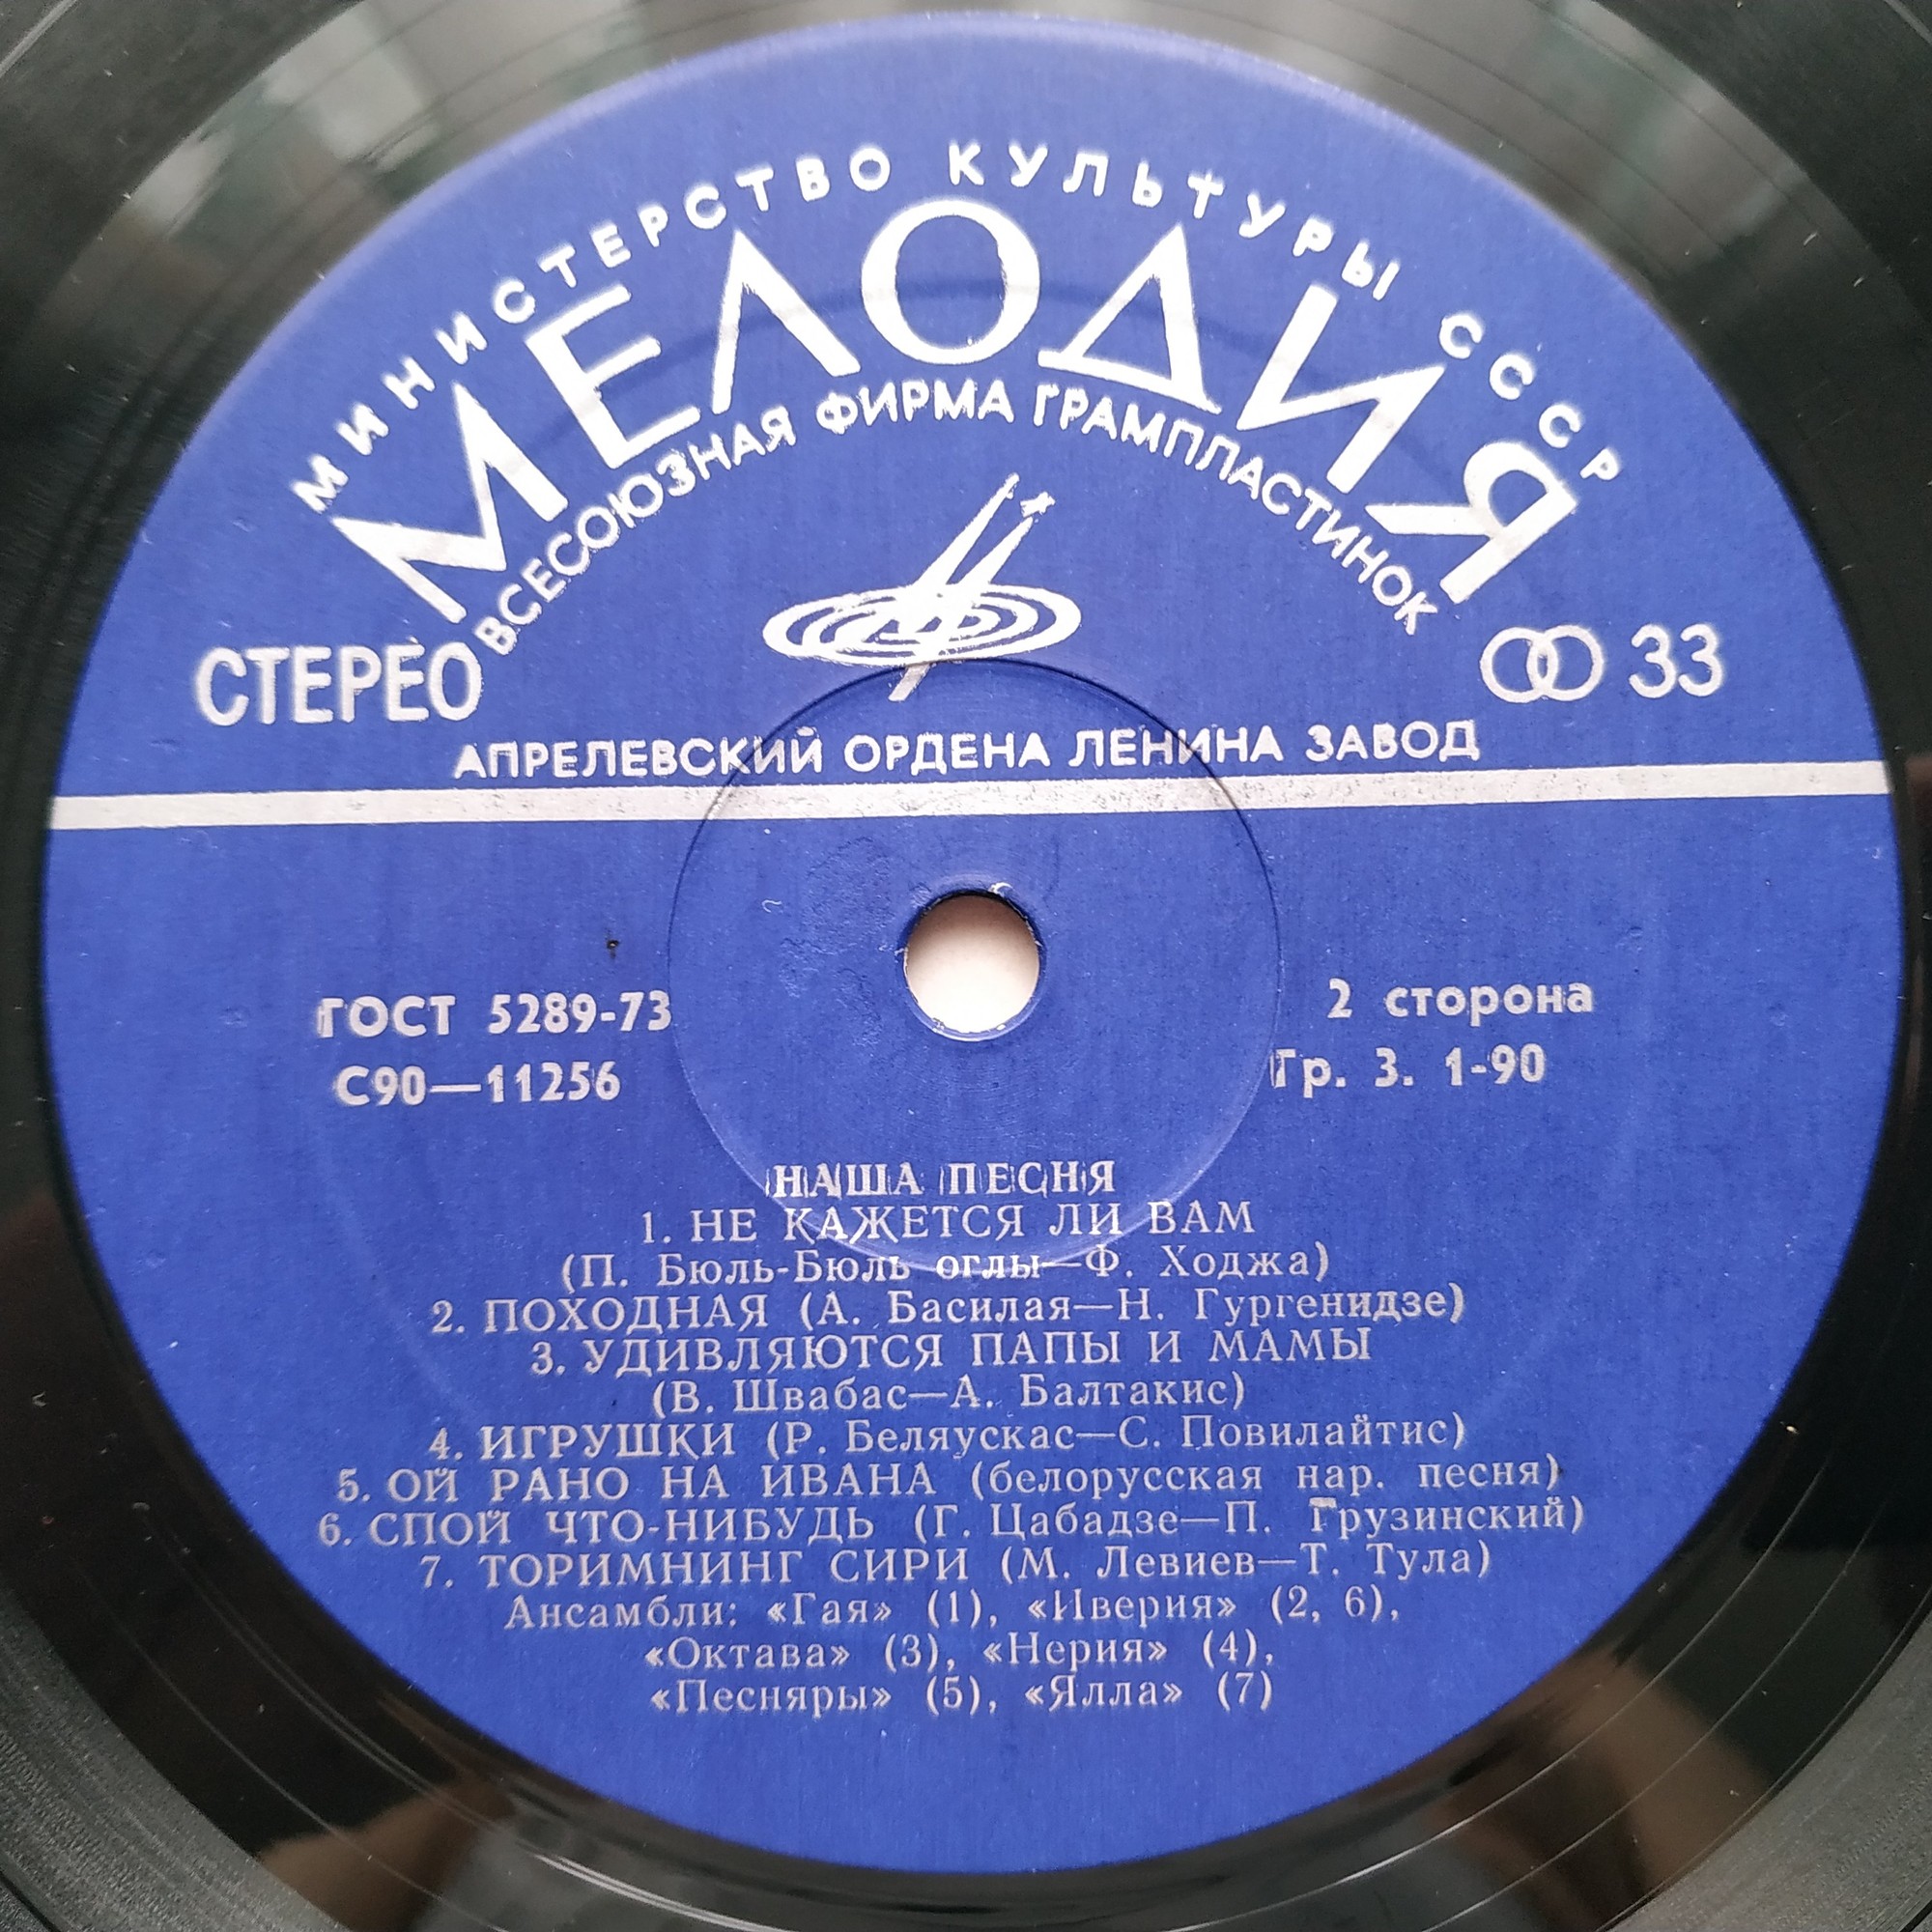 МИНИСТЕРСТВО КУЛЬТУРЫ СССР
МЕЛОДИЯ
ВСЕСОЮЗНАЯ ФИРМА ГРАМПЛАСТИНОК
СТЕРЕО
33
АПРЕЛЕВСКИЙ ОРДЕНА ЛЕНИНА ЗАВОД
ГОСТ 5289-73
С90—11256
2 сторона
Гр. 3. 1-90
НАША ПЕСНЯ
1. НЕ КАЖЕТСЯ ЛИ ВАМ
(П. Бюль-Бюль оглы—Ф. Ходжа)
2. ПОХОДНАЯ (А. Басилая—Н. Гургенидзе)
3. УДИВЛЯЮТСЯ ПАПЫ И МАМЫ
(В. Швабас—А. Балтакис)
4. ИГРУШКИ (Р. Беляускас—С. Повилайтис)
5. ОЙ РАНО НА ИВАНА (белорусская нар. песня)
6. СПОЙ ЧТО-НИБУДЬ (Г. Цабадзе—П. Грузинский)
7. ТОРИМНИНГ СИРИ (М. Левиев—Т. Тула)
Ансамбли: «Гая» (1), «Иверия» (2, 6),
«Октава» (3), «Нерия» (4),
«Песняры» (5), «Ялла» (7)